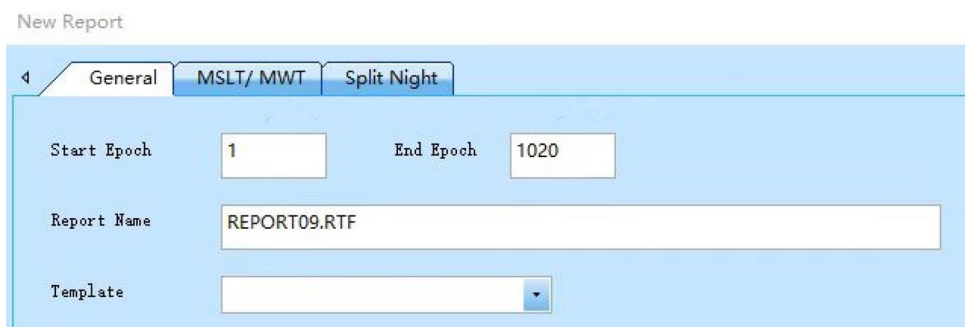 New Report
General MSLT/ MWT Split Night
Start Epoch 1 End Epoch 1020
Report Name REPORT09.RTF
Template